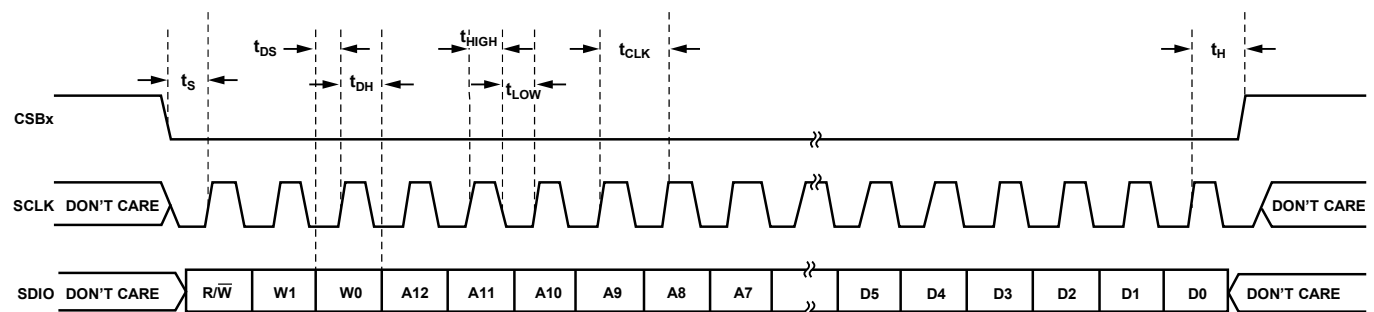 tDS tHIGH tCLK tH
tS tDH tLOW
CSBx
SCLK DON'T CARE DON'T CARE
SDIO DON'T CARE R/W̅ W1 W0 A12 A11 A10 A9 A8 A7 D5 D4 D3 D2 D1 D0 DON'T CARE